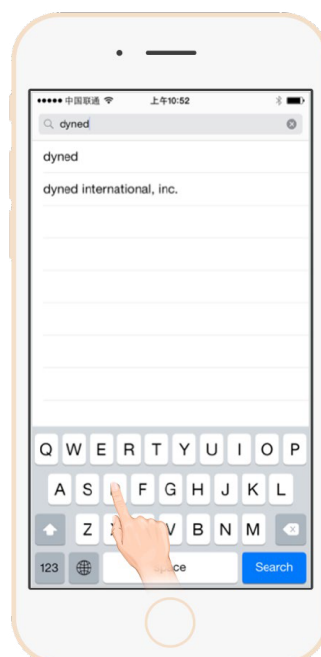 中国联通 上午10:52
dyned
dyned
dyned international, inc.
Q W E R T Y U I O P
A S F G H J K L
Z V B N M
123 Search